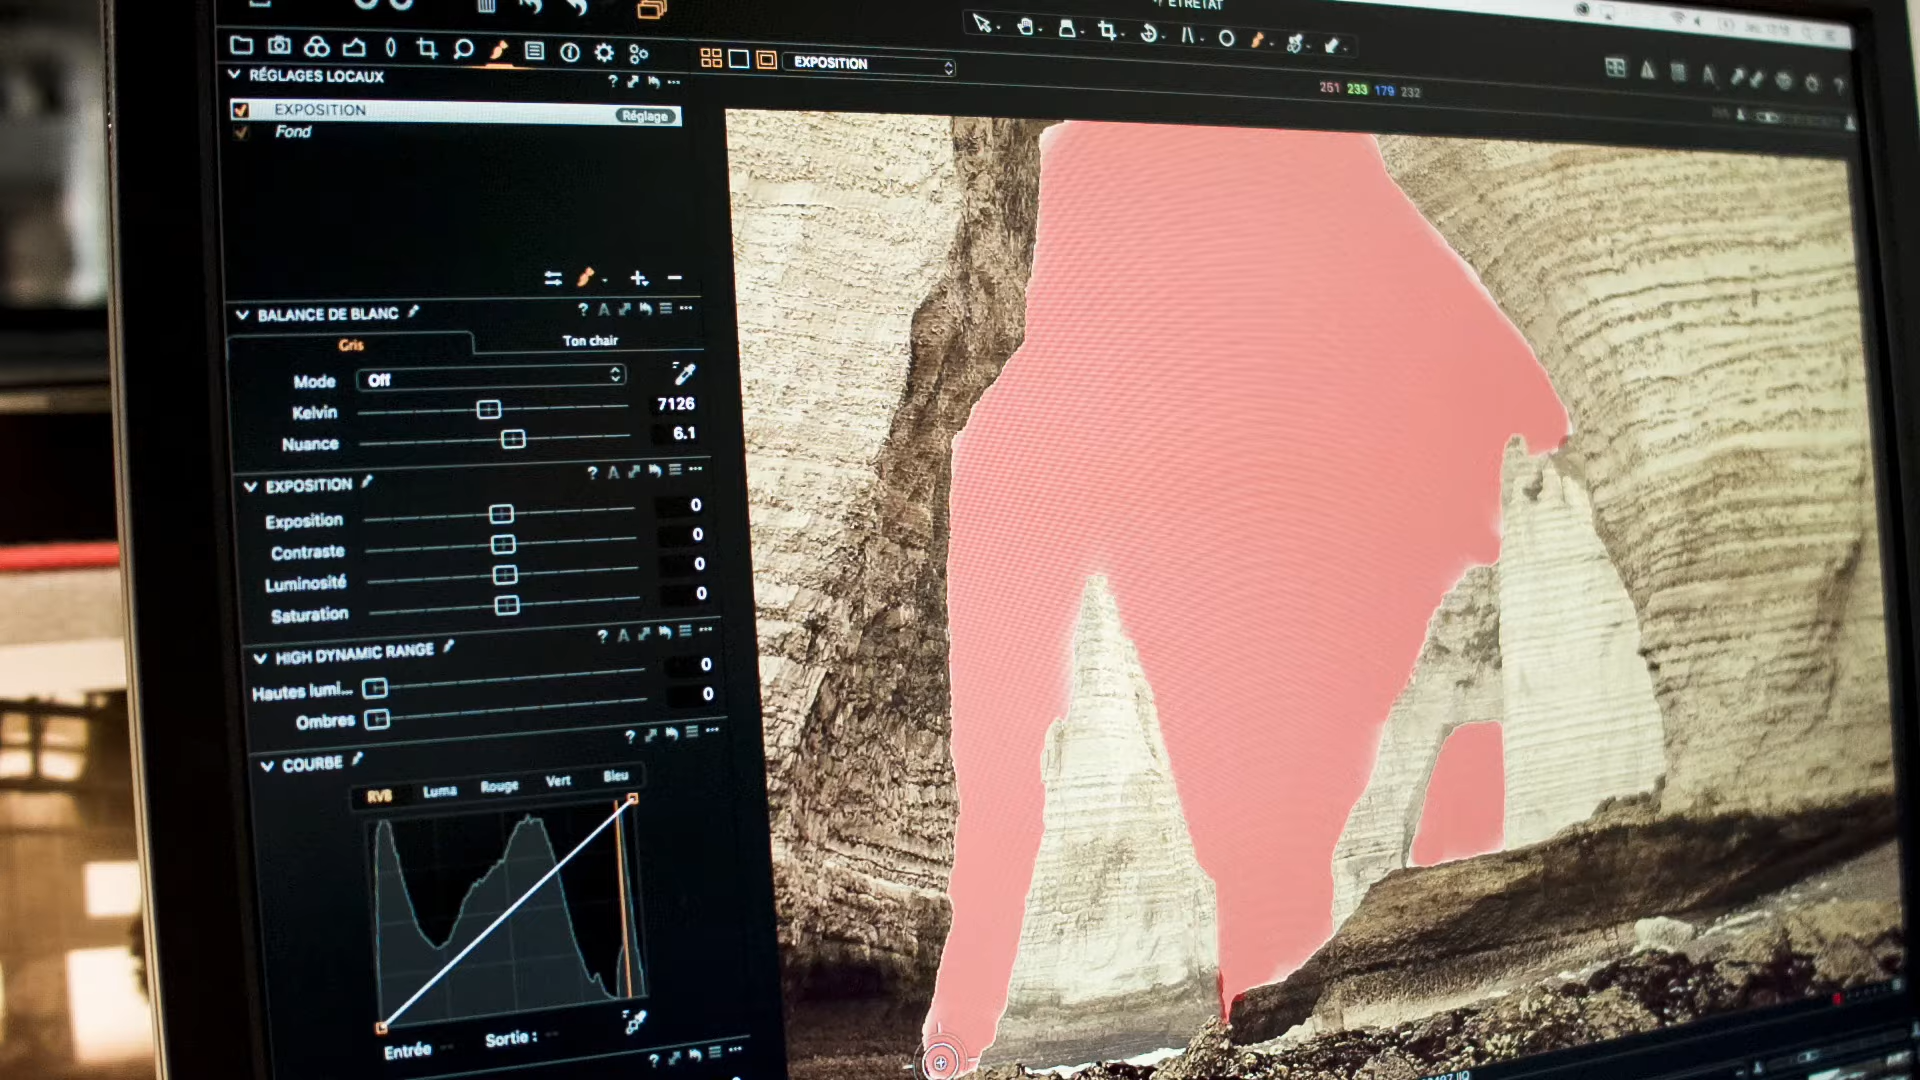 ETRETAT
EXPOSITION
251 233 179 232
RÉGLAGES LOCAUX
EXPOSITION Réglage
Fond
BALANCE DE BLANC
Gris Ton chair
Mode Off
Kelvin 7126
Nuance 6.1
EXPOSITION
Exposition 0
Contraste 0
Luminosité 0
Saturation 0
HIGH DYNAMIC RANGE
Hautes lumi... 0
Ombres 0
COURBE
RVB Luma Rouge Vert Bleu
Entrée -- Sortie : --